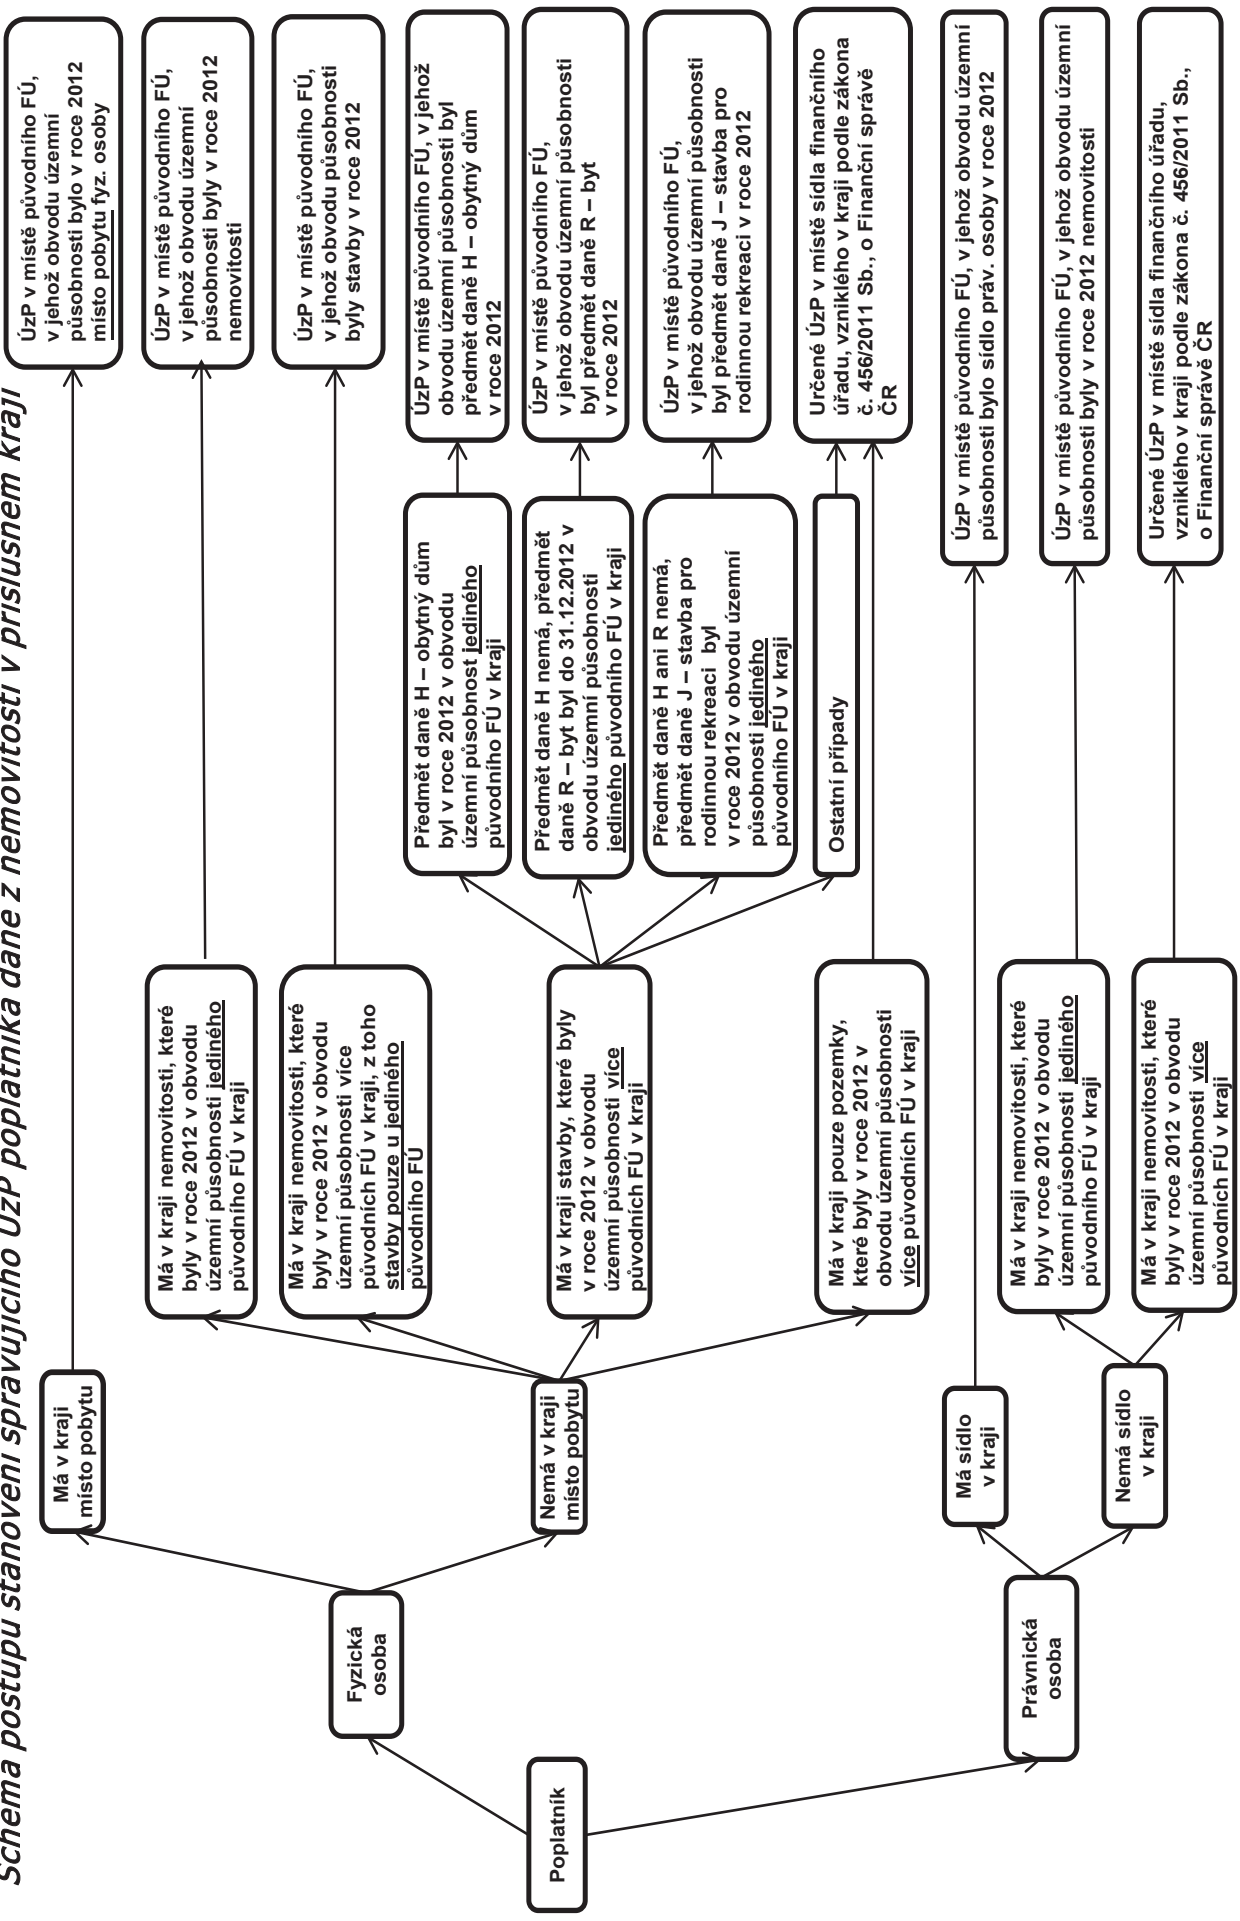 Schema postupu stanovení spravujícího ÚzP poplatníka daně z nemovitostí v příslušném kraji
Poplatník
Fyzická
osoba
Právnická
osoba
Má v kraji
místo pobytu
Nemá v kraji
místo pobytu
Má sídlo
v kraji
Nemá sídlo
v kraji
Má v kraji nemovitosti, které
byly v roce 2012 v obvodu
územní působnosti jediného
původního FÚ v kraji
Má v kraji nemovitosti, které
byly v roce 2012 v obvodu
územní působnosti více
původních FÚ v kraji, z toho
stavby pouze u jediného
původního FÚ
Má v kraji stavby, které byly
v roce 2012 v obvodu
územní působnosti více
původních FÚ v kraji
Má v kraji pouze pozemky,
které byly v roce 2012 v
obvodu územní působnosti
více původních FÚ v kraji
Má v kraji nemovitosti, které
byly v roce 2012 v obvodu
územní působnosti jediného
původního FÚ v kraji
Má v kraji nemovitosti, které
byly v roce 2012 v obvodu
územní působnosti více
původních FÚ v kraji
Předmět daně H – obytný dům
byl v roce 2012 v obvodu
územní působnost jediného
původního FÚ v kraji
Předmět daně H nemá, předmět
daně R – byt byl do 31.12.2012 v
obvodu územní působnosti
jediného původního FÚ v kraji
Předmět daně H ani R nemá,
předmět daně J – stavba pro
rodinnou rekreaci byl
v roce 2012 v obvodu územní
působnosti jediného
původního FÚ v kraji
Ostatní případy
ÚzP v místě původního FÚ,
v jehož obvodu územní
působnosti bylo v roce 2012
místo pobytu fyz. osoby
ÚzP v místě původního FÚ,
v jehož obvodu územní
působnosti byly v roce 2012
nemovitosti
ÚzP v místě původního FÚ,
v jehož obvodu působnosti
byly stavby v roce 2012
ÚzP v místě původního FÚ, v jehož
obvodu územní působnosti byl
předmět daně H – obytný dům
v roce 2012
ÚzP v místě původního FÚ,
v jehož obvodu územní působnosti
byl předmět daně R – byt
v roce 2012
ÚzP v místě původního FÚ,
v jehož obvodu územní působnosti
byl předmět daně J – stavba pro
rodinnou rekreaci v roce 2012
Určené ÚzP v místě sídla finančního
úřadu, vzniklého v kraji podle zákona
č. 456/2011 Sb., o Finanční správě
ČR
ÚzP v místě původního FÚ, v jehož obvodu územní
působnosti bylo sídlo práv. osoby v roce 2012
ÚzP v místě původního FÚ, v jehož obvodu územní
působnosti byly v roce 2012 nemovitosti
Určené ÚzP v místě sídla finančního úřadu,
vzniklého v kraji podle zákona č. 456/2011 Sb.,
o Finanční správě ČR